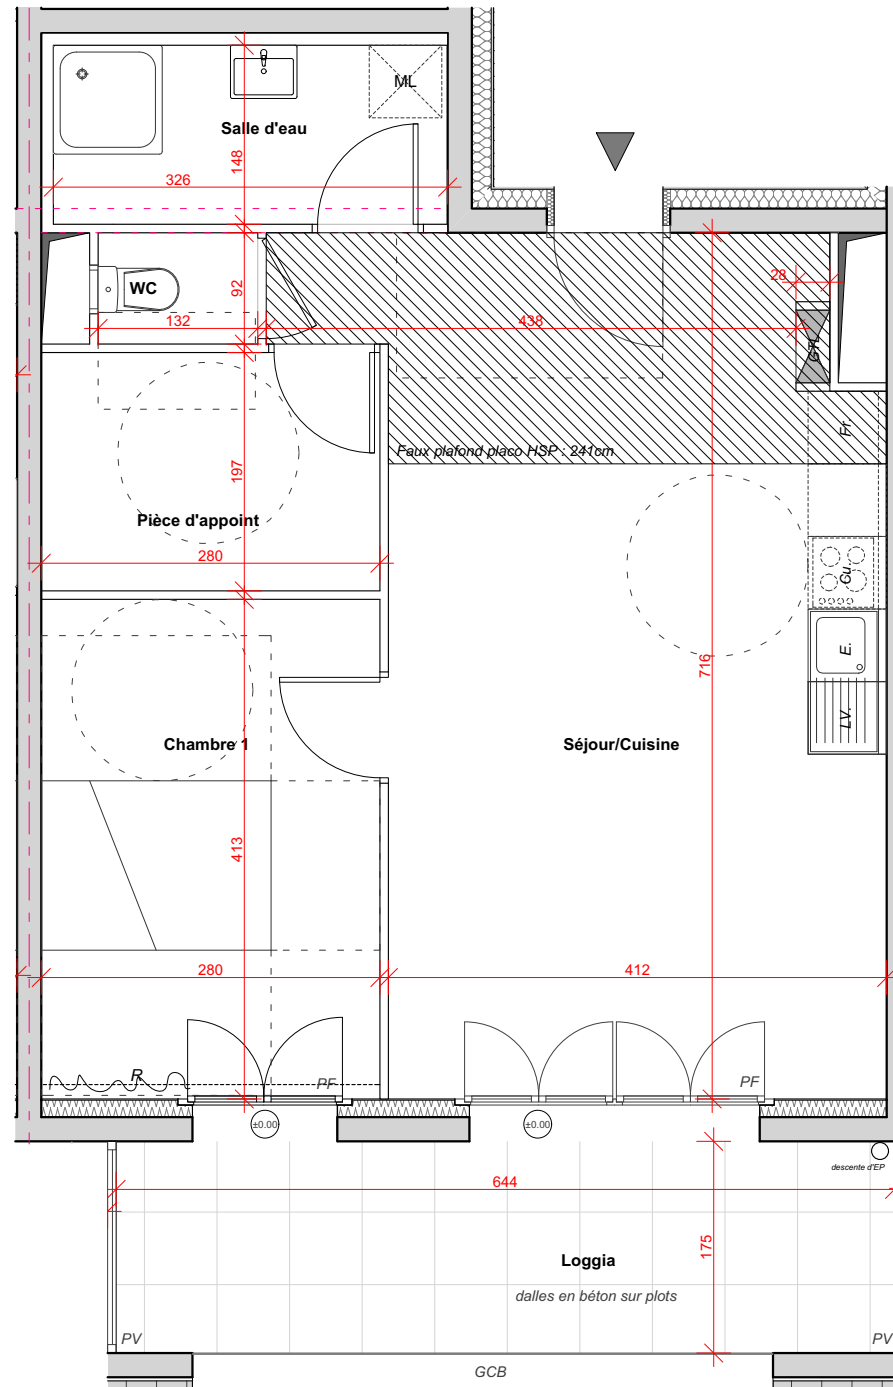 ML
Salle d'eau
148
326
WC
92
28
132
438
GTL
Fr.
Faux plafond placo HSP : 241cm
197
Pièce d'appoint
280
Cu.
E.
716
LV.
Chambre 1
Séjour/Cuisine
413
280
412
R
PF
PF
±0.00
±0.00
descente d'EP
644
175
Loggia
dalles en béton sur plots
PV
PV
GCB